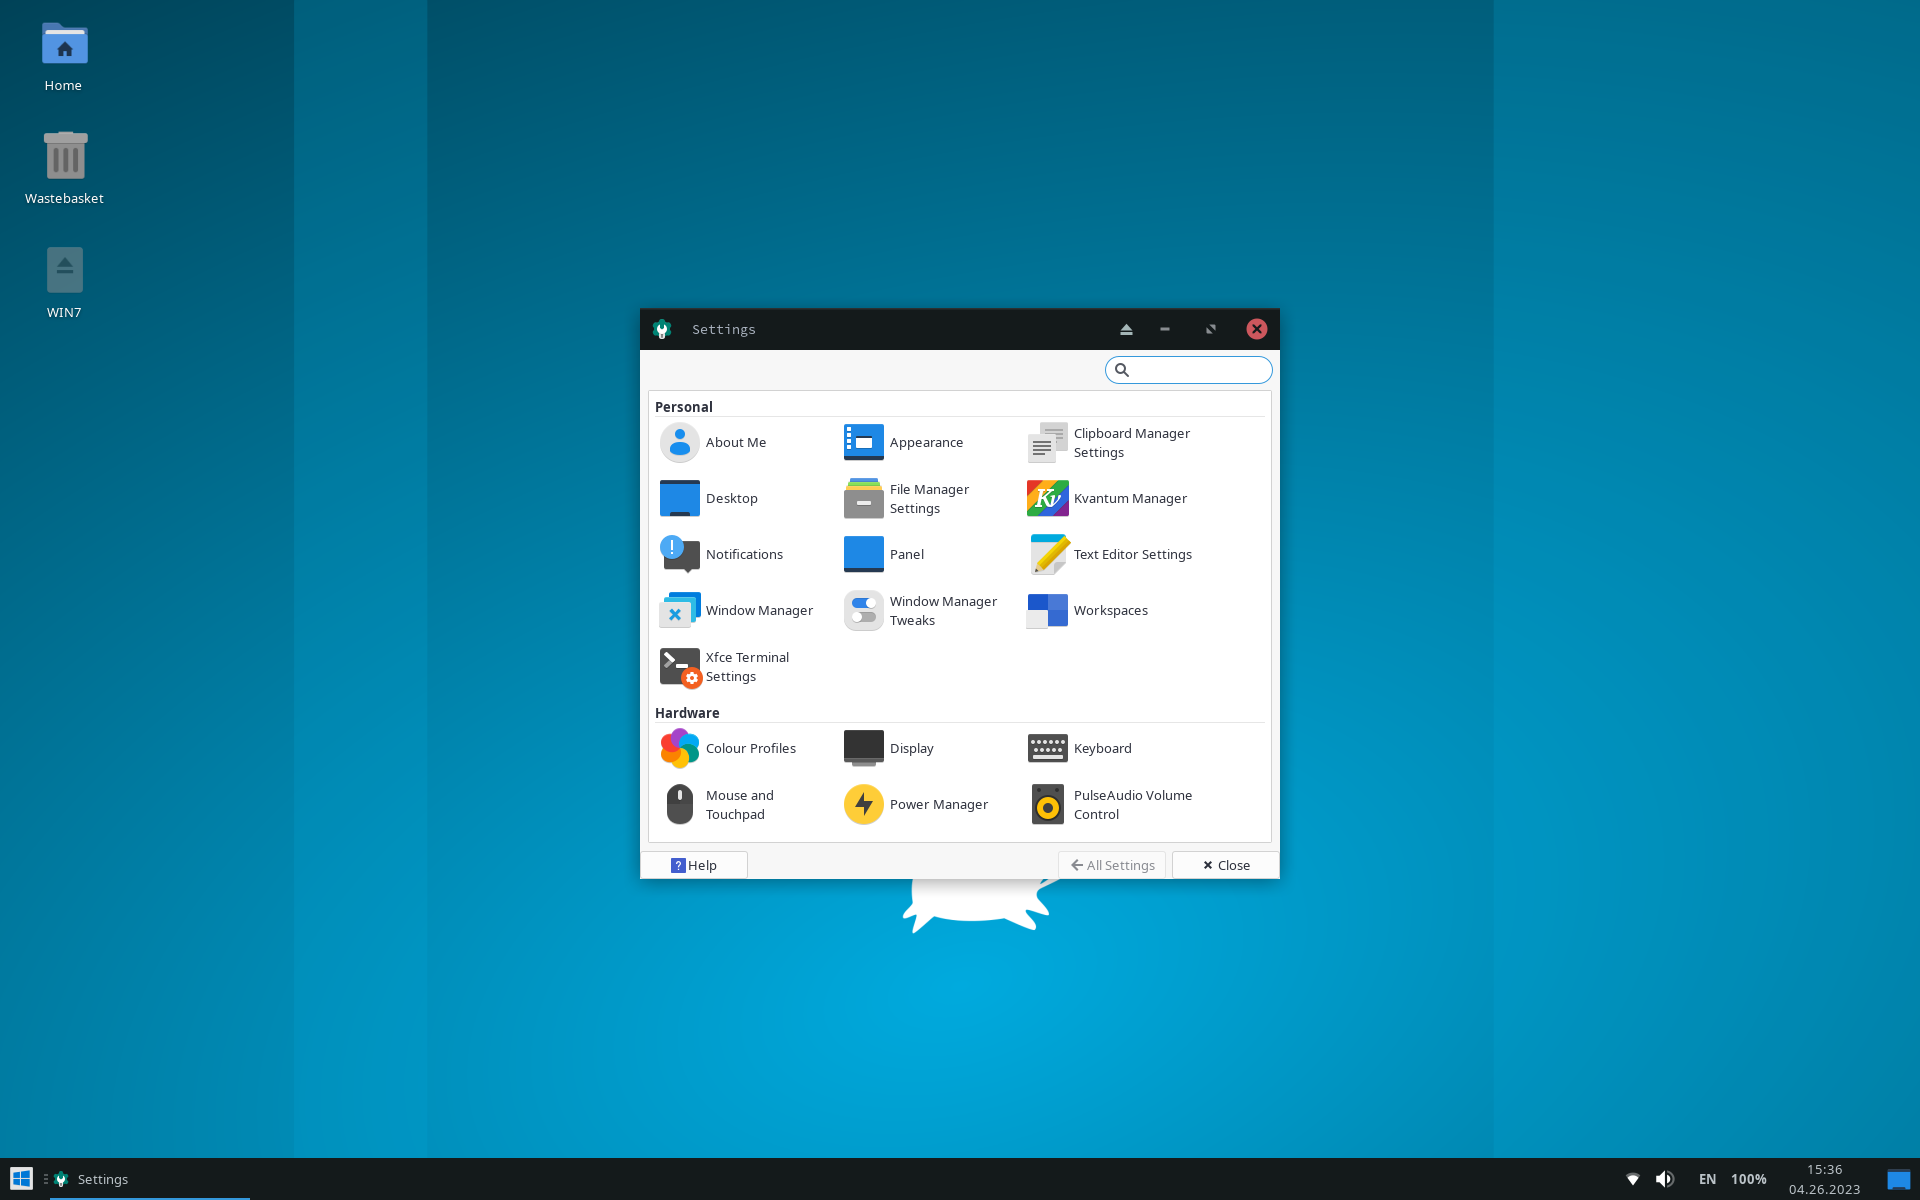 Home
Wastebasket
WIN7
Settings
Personal
About Me
Appearance
Clipboard Manager
Settings
Desktop
File Manager
Settings
Kvantum Manager
Notifications
Panel
Text Editor Settings
Window Manager
Window Manager
Tweaks
Workspaces
Xfce Terminal
Settings
Hardware
Colour Profiles
Display
Keyboard
Mouse and
Touchpad
Power Manager
PulseAudio Volume
Control
? Help
All Settings
Close
Settings
EN 100%
15:36
04.26.2023